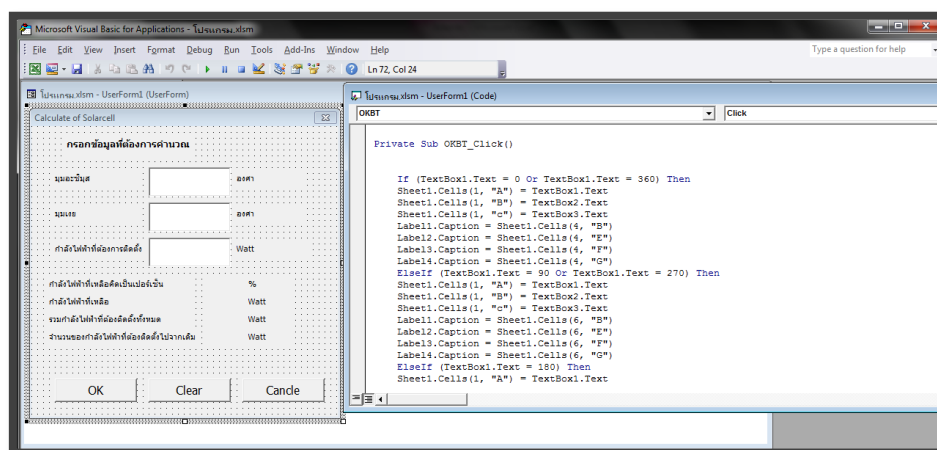 Microsoft Visual Basic for Applications - โปรแกรม.xlsm
File Edit View Insert Format Debug Run Tools Add-Ins Window Help
Type a question for help
Ln 72, Col 24
โปรแกรม.xlsm - UserForm1 (UserForm)
Calculate of Solarcell
กรอกข้อมูลที่ต้องการคำนวณ
มุมอะซิมุส องศา
มุมเงย องศา
กำลังไฟฟ้าที่ต้องการติดตั้ง Watt
กำลังไฟฟ้าที่เหลือคิดเป็นเปอร์เซ็น %
กำลังไฟฟ้าที่เหลือ Watt
รวมกำลังไฟฟ้าที่ต้องติดตั้งทั้งหมด Watt
จำนวนของกำลังไฟฟ้าที่ต้องติดตั้งไปจากเดิม Watt
OK Clear Cancle
โปรแกรม.xlsm - UserForm1 (Code)
OKBT Click
Private Sub OKBT_Click()
If (TextBox1.Text = 0 Or TextBox1.Text = 360) Then
Sheet1.Cells(1, "A") = TextBox1.Text
Sheet1.Cells(1, "B") = TextBox2.Text
Sheet1.Cells(1, "c") = TextBox3.Text
Label1.Caption = Sheet1.Cells(4, "B")
Label2.Caption = Sheet1.Cells(4, "E")
Label3.Caption = Sheet1.Cells(4, "F")
Label4.Caption = Sheet1.Cells(4, "G")
ElseIf (TextBox1.Text = 90 Or TextBox1.Text = 270) Then
Sheet1.Cells(1, "A") = TextBox1.Text
Sheet1.Cells(1, "B") = TextBox2.Text
Sheet1.Cells(1, "c") = TextBox3.Text
Label1.Caption = Sheet1.Cells(6, "B")
Label2.Caption = Sheet1.Cells(6, "E")
Label3.Caption = Sheet1.Cells(6, "F")
Label4.Caption = Sheet1.Cells(6, "G")
ElseIf (TextBox1.Text = 180) Then
Sheet1.Cells(1, "A") = TextBox1.Text